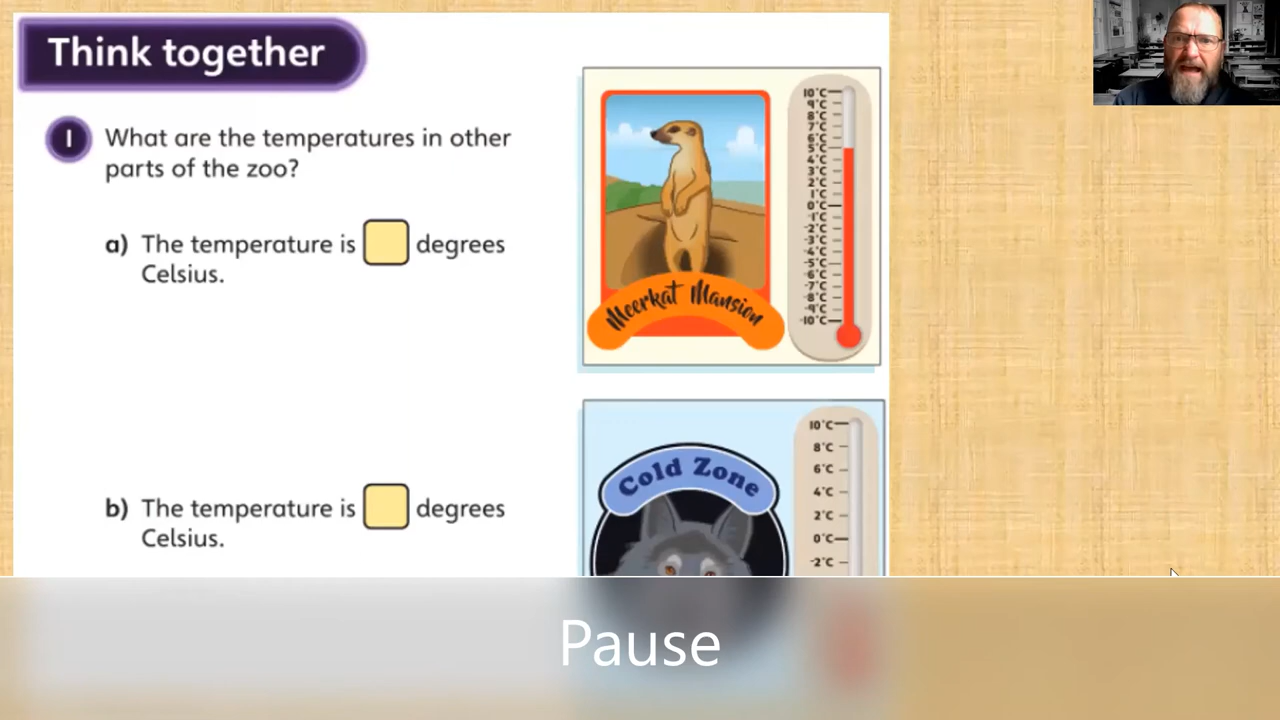 Think together
1 What are the temperatures in other
parts of the zoo?
a) The temperature is degrees
Celsius.
b) The temperature is degrees
Celsius.
Meerkat Mansion
10°C
9°C
8°C
7°C
6°C
5°C
4°C
3°C
2°C
1°C
0°C
-1°C
-2°C
-3°C
-4°C
-5°C
-6°C
-7°C
-8°C
-9°C
-10°C
Cold Zone
10°C
8°C
6°C
4°C
2°C
0°C
-2°C
Pause